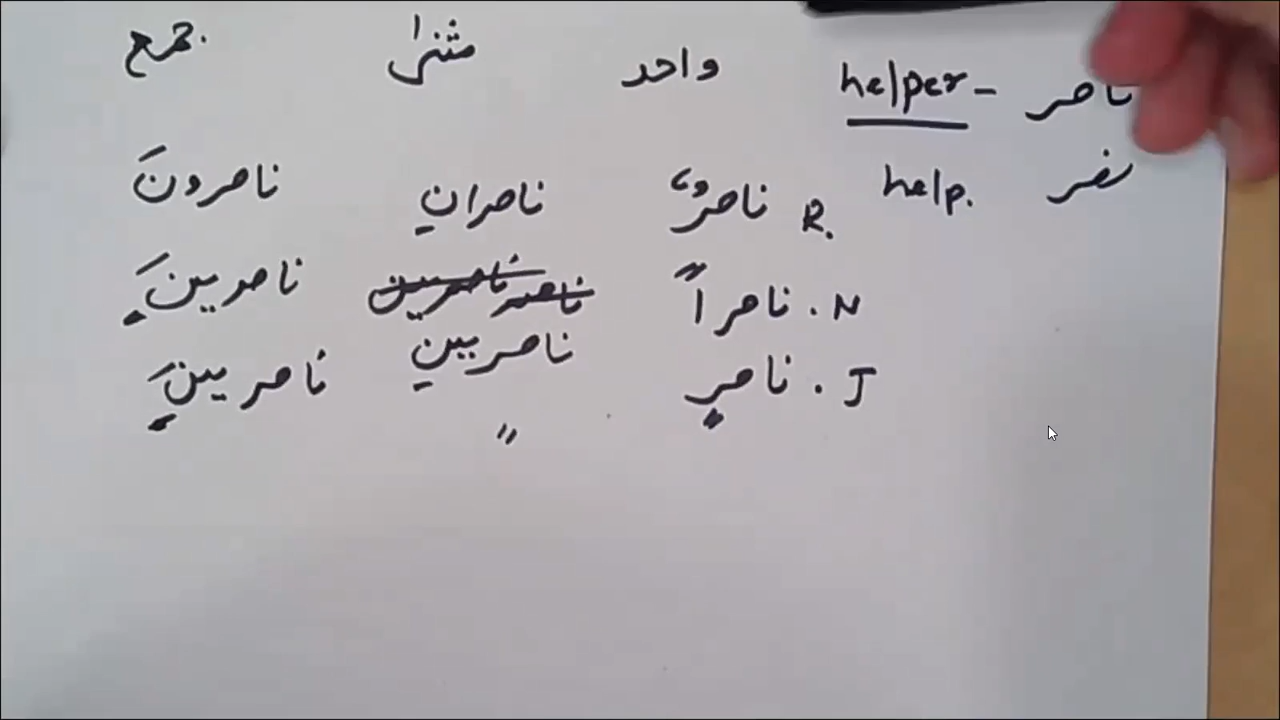 ناصر - helper واحد مثنى جمع
نصر help.
R. ناصرٌ ناصرانِ ناصرونَ
N. ناصراً ناصرينَ
ناصرينِ
J. ناصرٍ " ناصرينَ